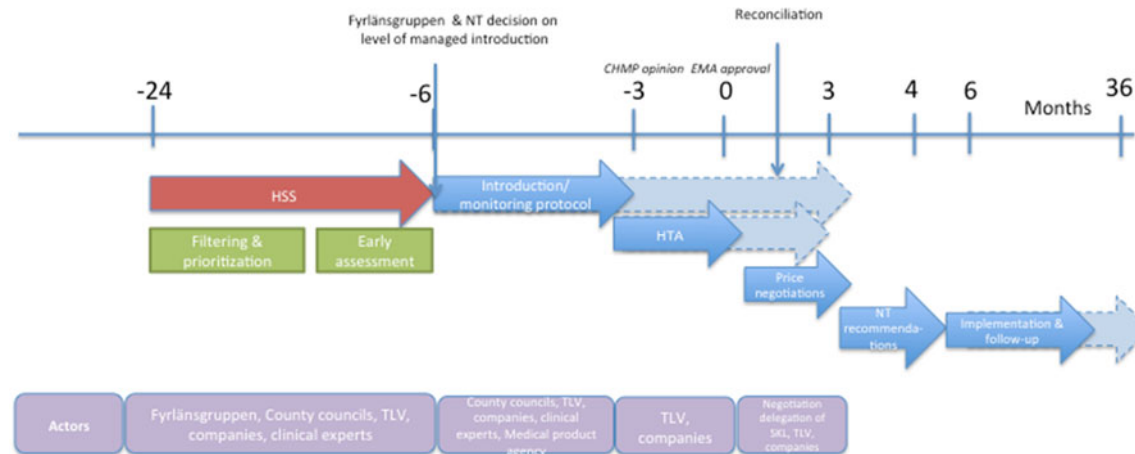 Reconciliation
Fyrlänsgruppen & NT decision on
level of managed introduction
CHMP opinion EMA approval
-24
-6
-3
0
3
4
6
Months
36
HSS
Introduction/
monitoring protocol
Filtering &
prioritization
Early
assessment
HTA
Price
negotiations
NT
recommenda-
tions
Implementation &
follow-up
Actors
Fyrlänsgruppen, County councils, TLV,
companies, clinical experts
County councils, TLV,
companies, clinical
experts, Medical product
agency
TLV,
companies
Negotiation
delegation of
SKL, TLV,
companies